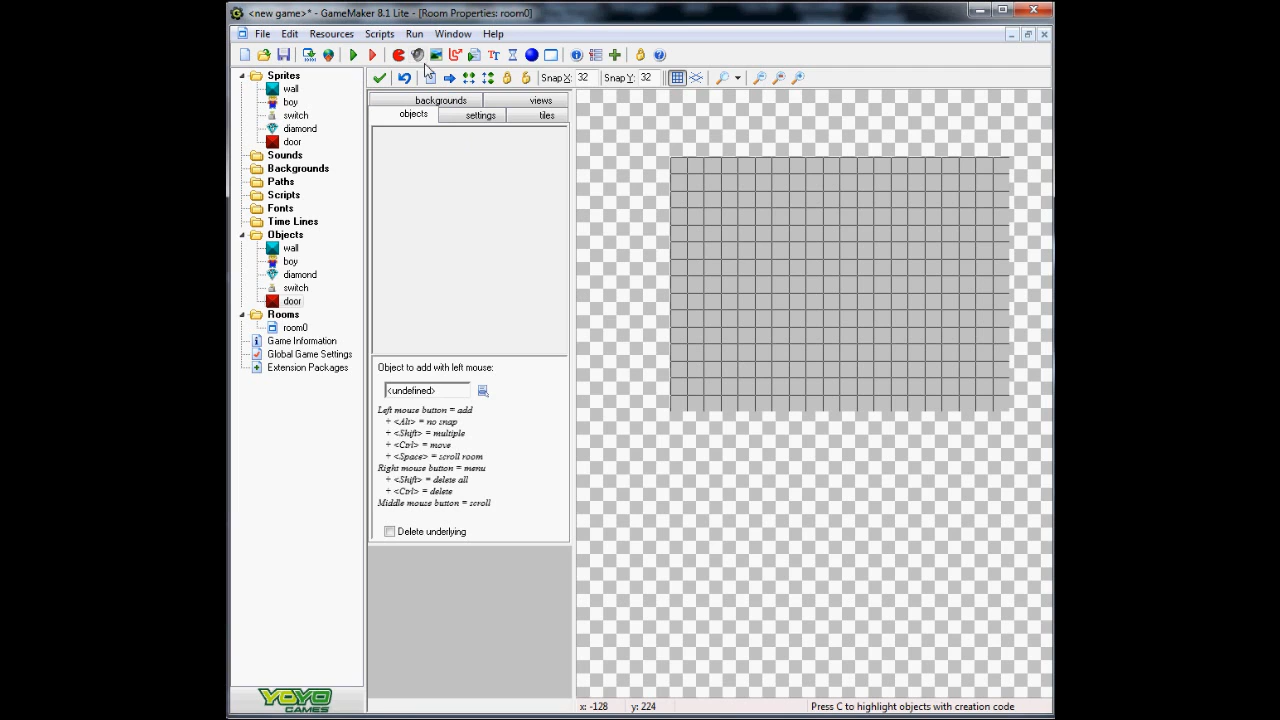 <new game>* - GameMaker 8.1 Lite - [Room Properties: room0]
File Edit Resources Scripts Run Window Help
Snap X: 32 Snap Y: 32
Sprites
wall
boy
switch
diamond
door
Sounds
Backgrounds
Paths
Scripts
Fonts
Time Lines
Objects
wall
boy
diamond
switch
door
Rooms
room0
Game Information
Global Game Settings
Extension Packages
YOYO GAMES
backgrounds views
objects settings tiles
Object to add with left mouse:
<undefined>
Left mouse button = add
+ <Alt> = no snap
+ <Shift> = multiple
+ <Ctrl> = move
+ <Space> = scroll room
Right mouse button = menu
+ <Shift> = delete all
+ <Ctrl> = delete
Middle mouse button = scroll
Delete underlying
x: -128 y: 224 Press C to highlight objects with creation code